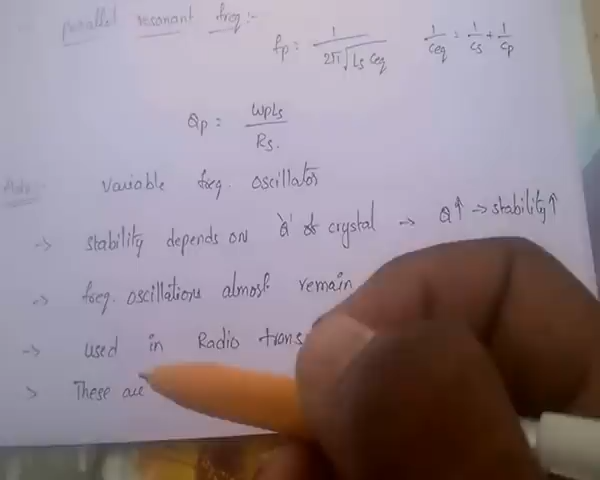 parallel resonant freq:-
fp = 1 / 2π√Ls Ceq    1/Ceq = 1/Cs + 1/Cp
Qp = ωpLs / Rs.
Adv:- variable freq. oscillator
-> stability depends on 'Q' of crystal → Q↑ → stability↑
-> freq. oscillations almost remain
-> used in Radio trans
> These are